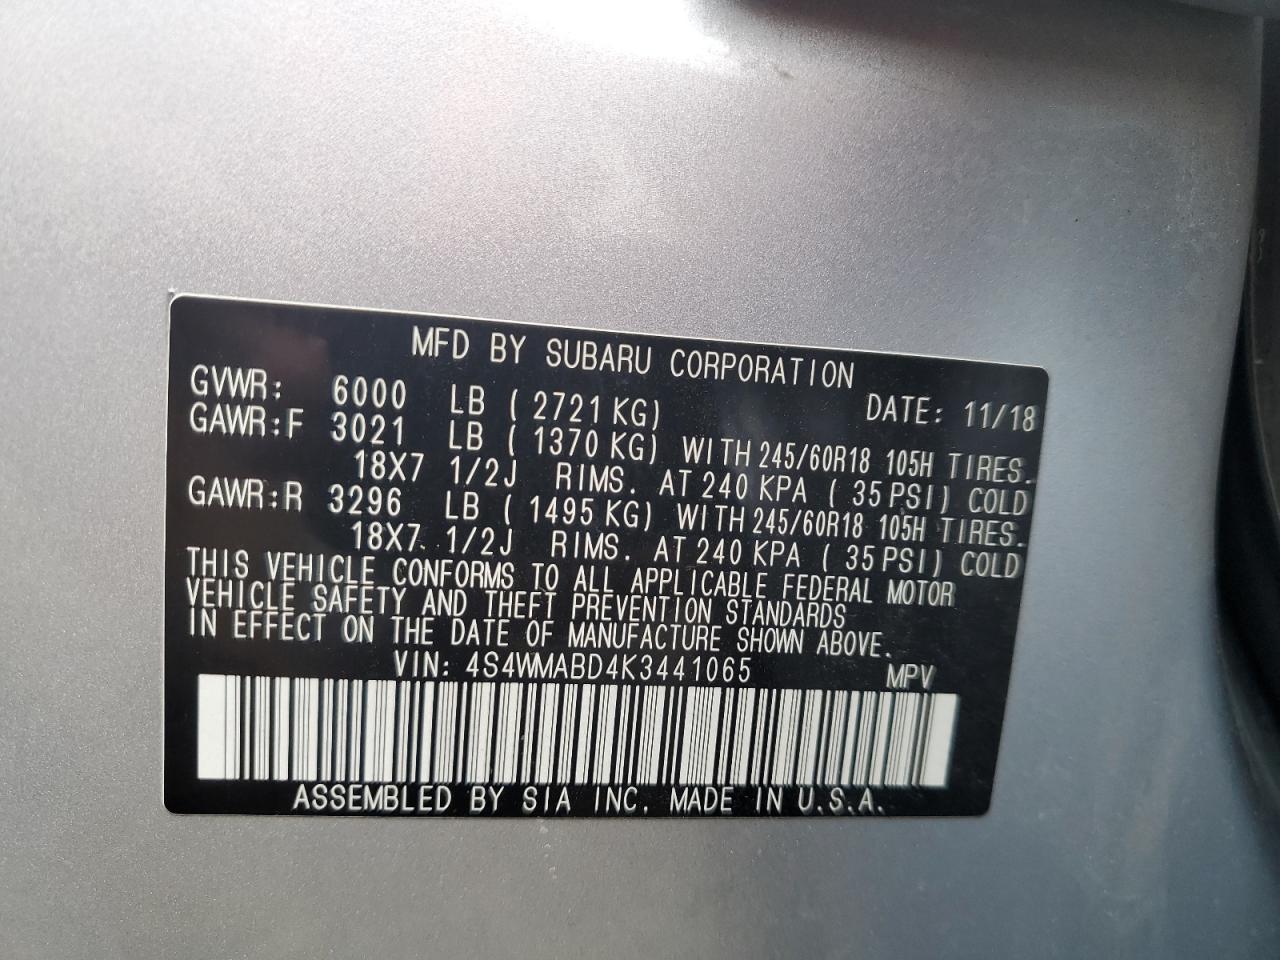 MFD BY SUBARU CORPORATION
GVWR: 6000 LB ( 2721 KG) DATE: 11/18
GAWR:F 3021 LB ( 1370 KG) WITH 245/60R18 105H TIRES.
18X7 1/2J RIMS. AT 240 KPA ( 35 PSI) COLD
GAWR:R 3296 LB ( 1495 KG) WITH 245/60R18 105H TIRES.
18X7 1/2J RIMS. AT 240 KPA ( 35 PSI) COLD
THIS VEHICLE CONFORMS TO ALL APPLICABLE FEDERAL MOTOR
VEHICLE SAFETY AND THEFT PREVENTION STANDARDS
IN EFFECT ON THE DATE OF MANUFACTURE SHOWN ABOVE.
VIN: 4S4WMABD4K3441065 MPV
ASSEMBLED BY SIA INC. MADE IN U.S.A.